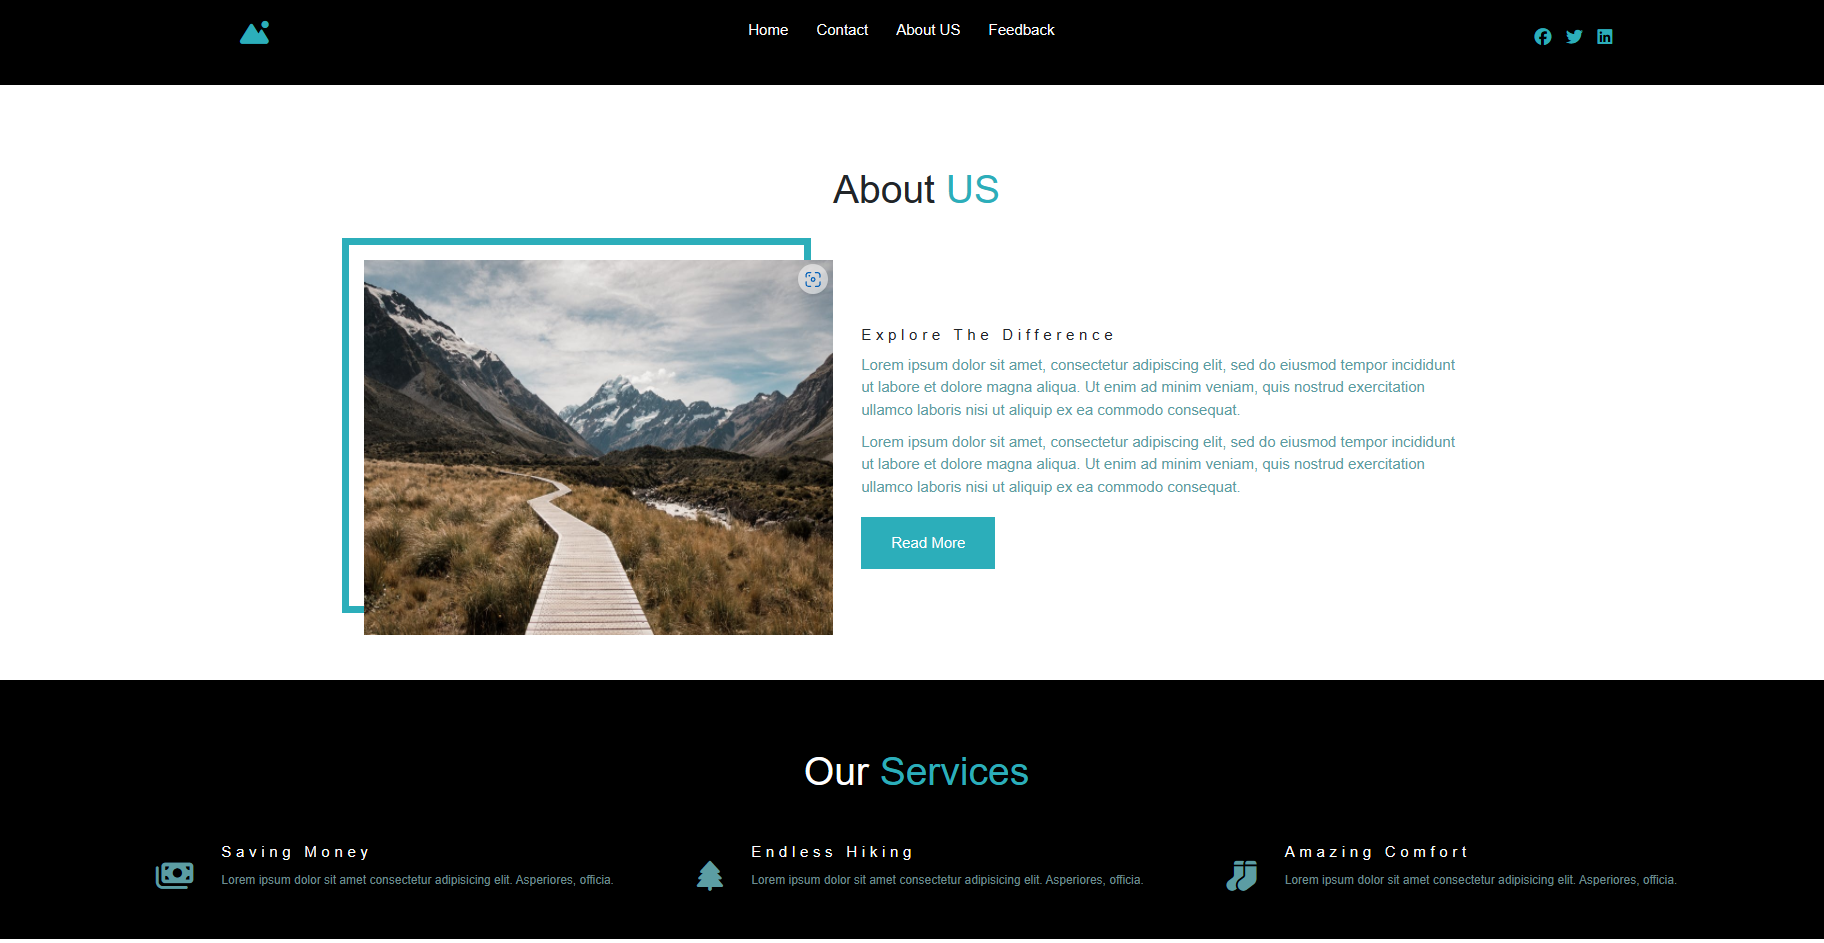 Home Contact About US Feedback
About US
Explore The Difference
Lorem ipsum dolor sit amet, consectetur adipiscing elit, sed do eiusmod tempor incididunt
ut labore et dolore magna aliqua. Ut enim ad minim veniam, quis nostrud exercitation
ullamco laboris nisi ut aliquip ex ea commodo consequat.
Lorem ipsum dolor sit amet, consectetur adipiscing elit, sed do eiusmod tempor incididunt
ut labore et dolore magna aliqua. Ut enim ad minim veniam, quis nostrud exercitation
ullamco laboris nisi ut aliquip ex ea commodo consequat.
Read More
Our Services
Saving Money
Lorem ipsum dolor sit amet consectetur adipisicing elit. Asperiores, officia.
Endless Hiking
Lorem ipsum dolor sit amet consectetur adipisicing elit. Asperiores, officia.
Amazing Comfort
Lorem ipsum dolor sit amet consectetur adipisicing elit. Asperiores, officia.